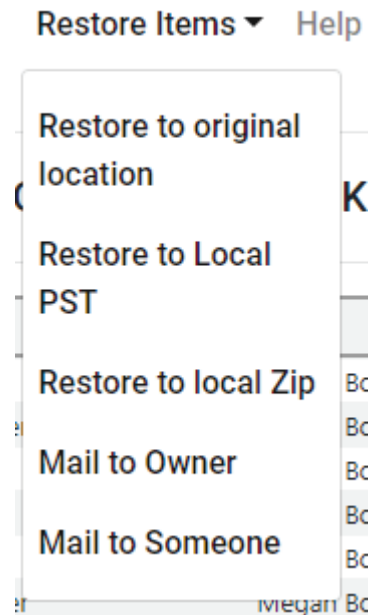 Restore Items Help
Restore to original
location
Restore to Local
PST
Restore to local Zip
Mail to Owner
Mail to Someone
Megan